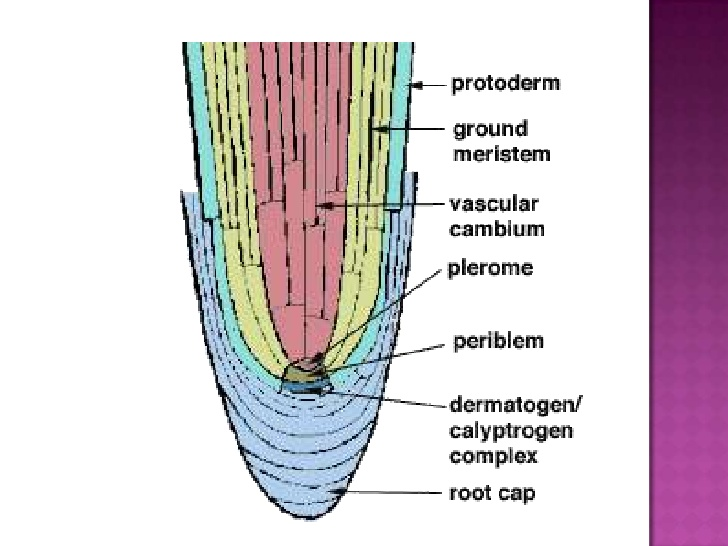 protoderm
ground
meristem
vascular
cambium
plerome
periblem
dermatogen/
calyptrogen
complex
root cap